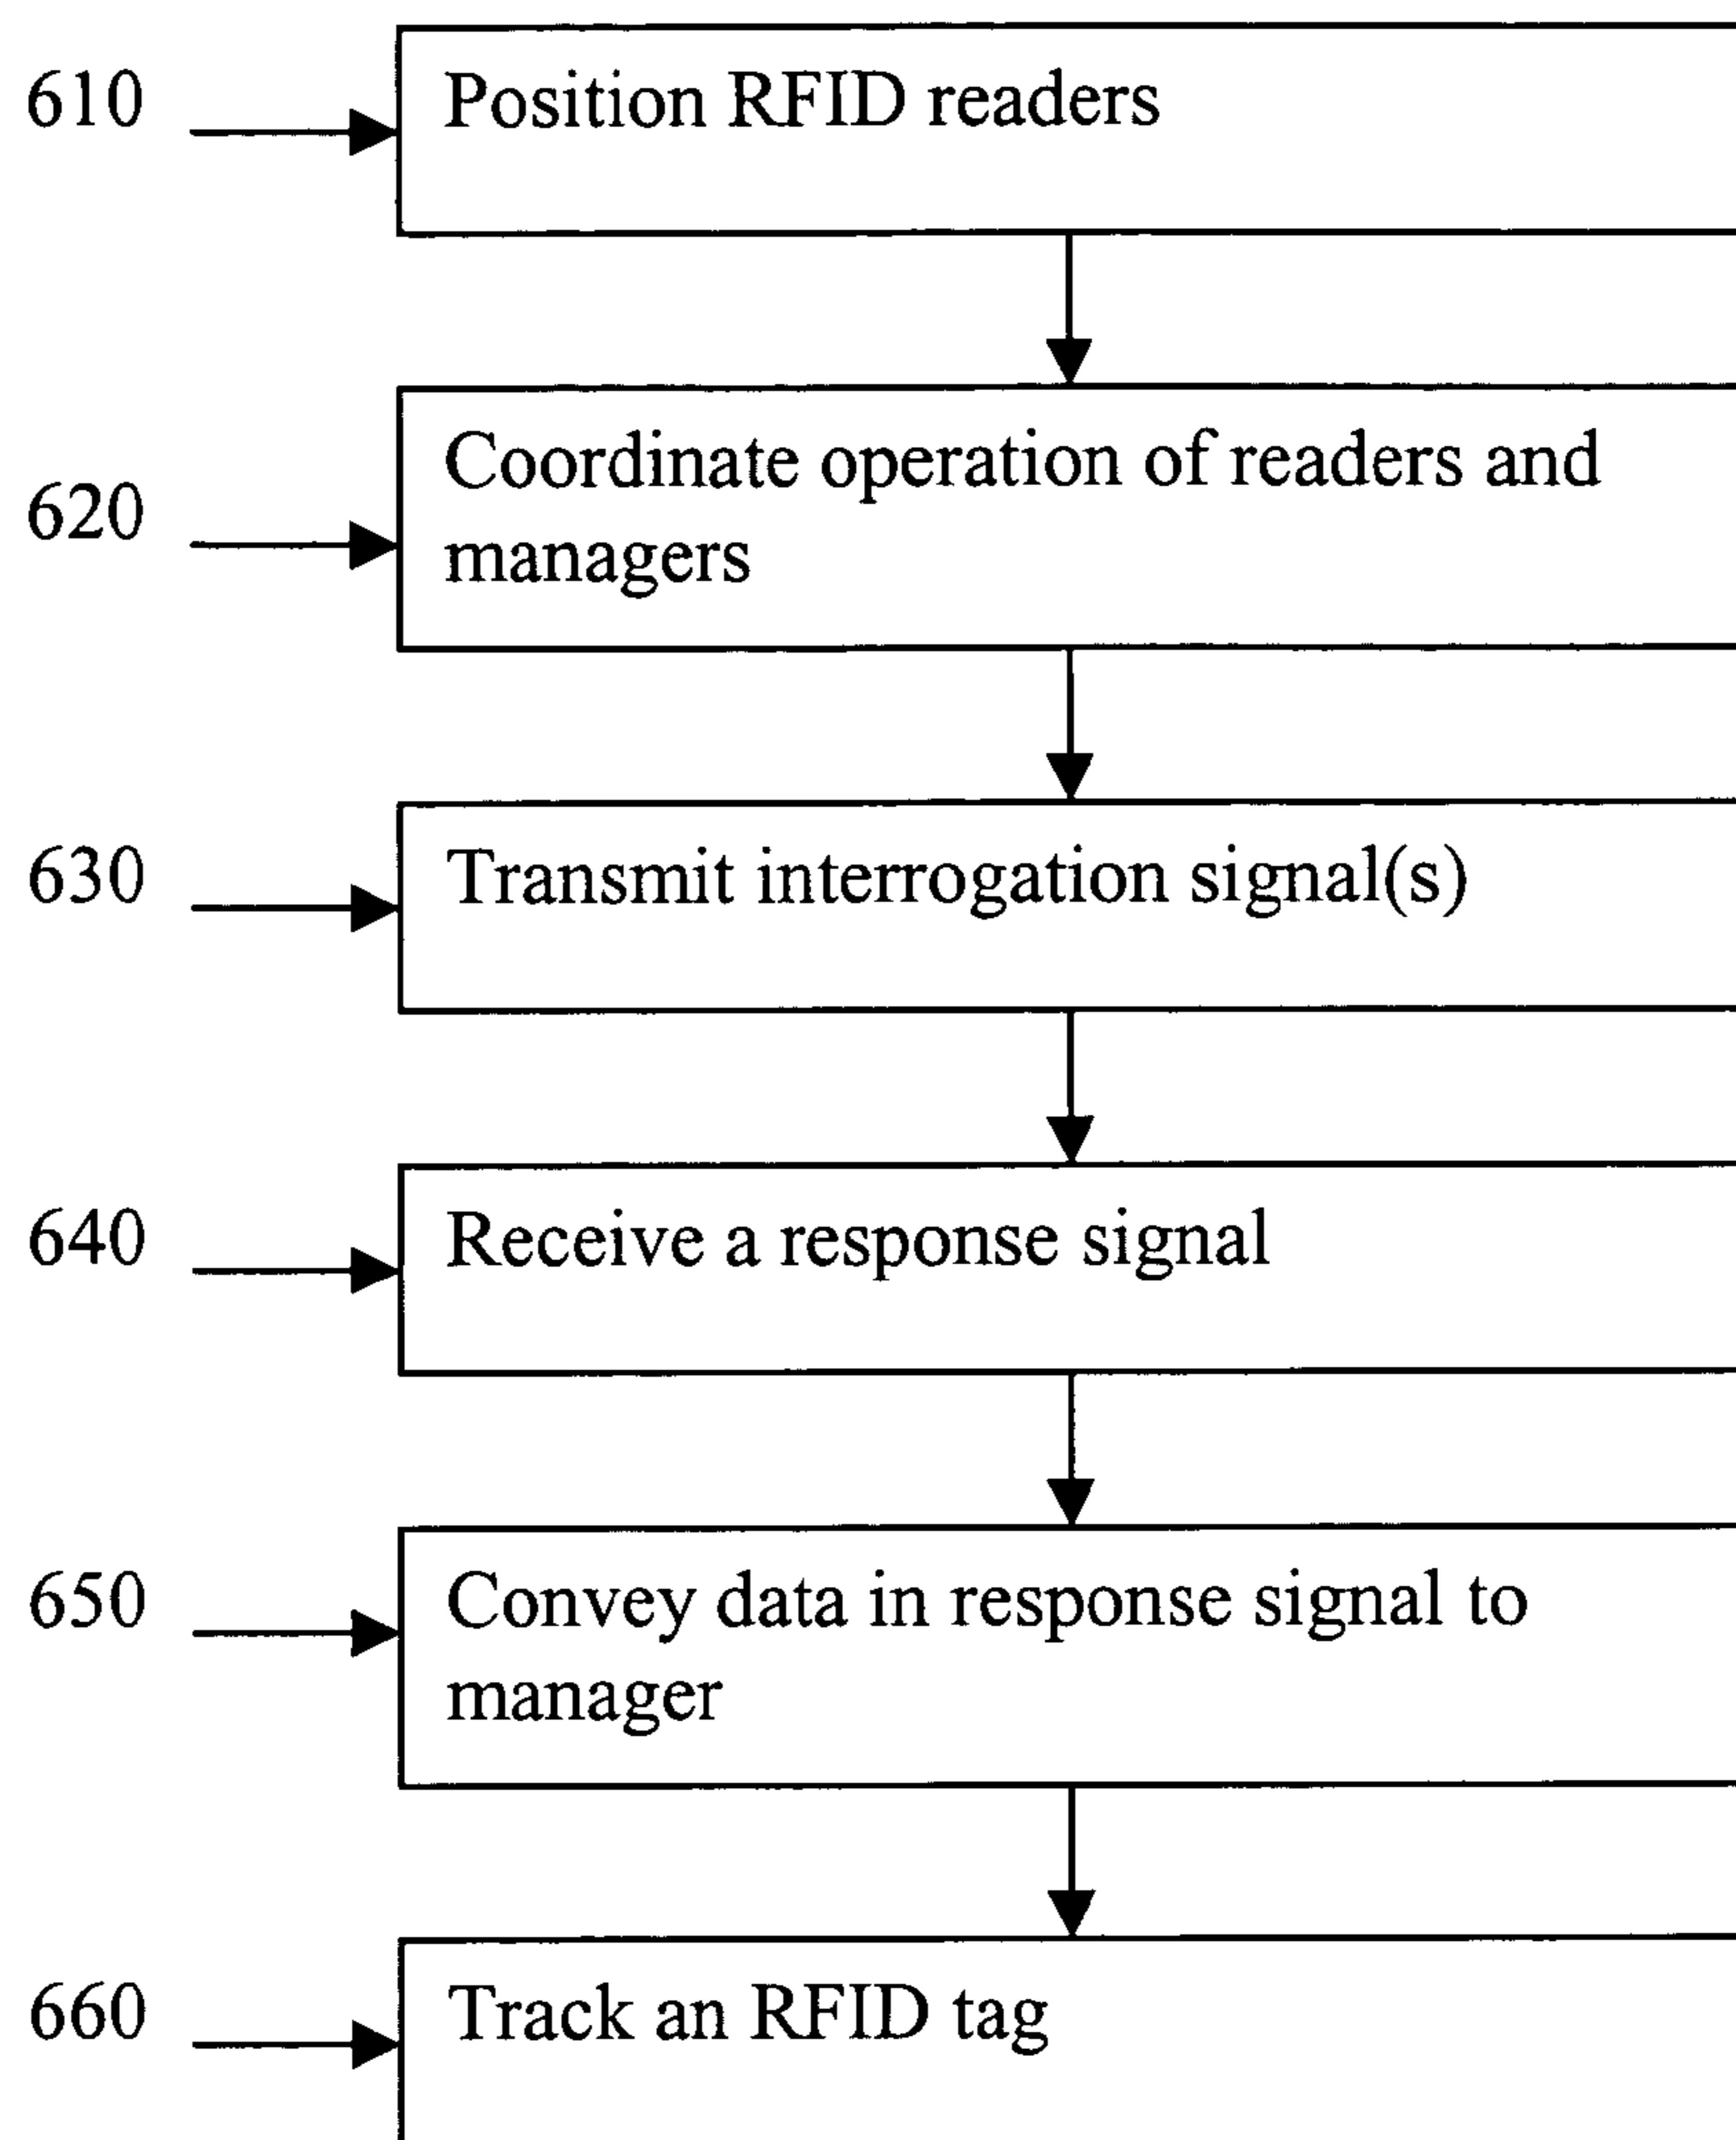 610
Position RFID readers
620
Coordinate operation of readers and
managers
630
Transmit interrogation signal(s)
640
Receive a response signal
650
Convey data in response signal to
manager
660
Track an RFID tag